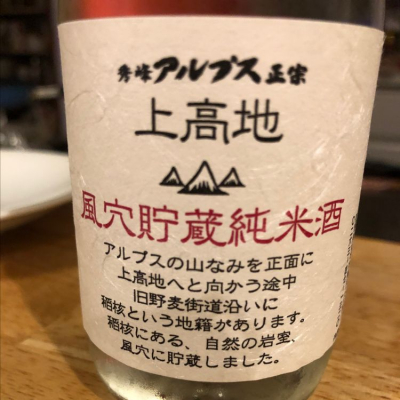 秀峰アルプス正宗
上高地
風穴貯蔵純米酒
アルプスの山なみを正面に
上高地へと向かう途中
旧野麦街道沿いに
稲核という地籍があります。
稲核にある、自然の岩室、
風穴に貯蔵しました。